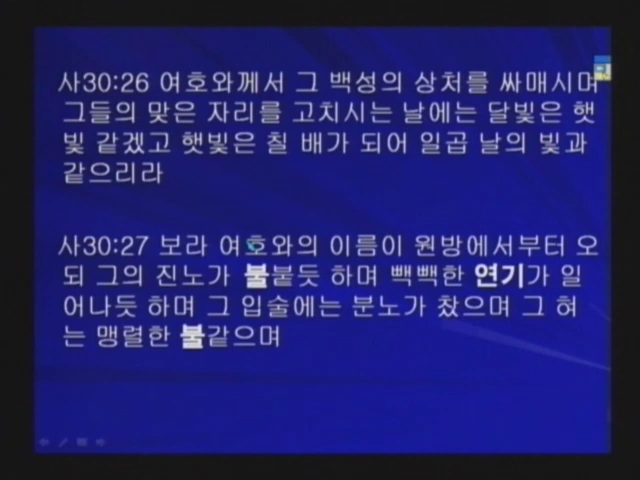 사30:26 여호와께서 그 백성의 상처를 싸매시며
그들의 맞은 자리를 고치시는 날에는 달빛은 햇
빛 같겠고 햇빛은 칠 배가 되어 일곱 날의 빛과
같으리라
사30:27 보라 여호와의 이름이 원방에서부터 오
되 그의 진노가 불붙듯 하며 빽빽한 연기가 일
어나듯 하며 그 입술에는 분노가 찼으며 그 혀
는 맹렬한 불같으며